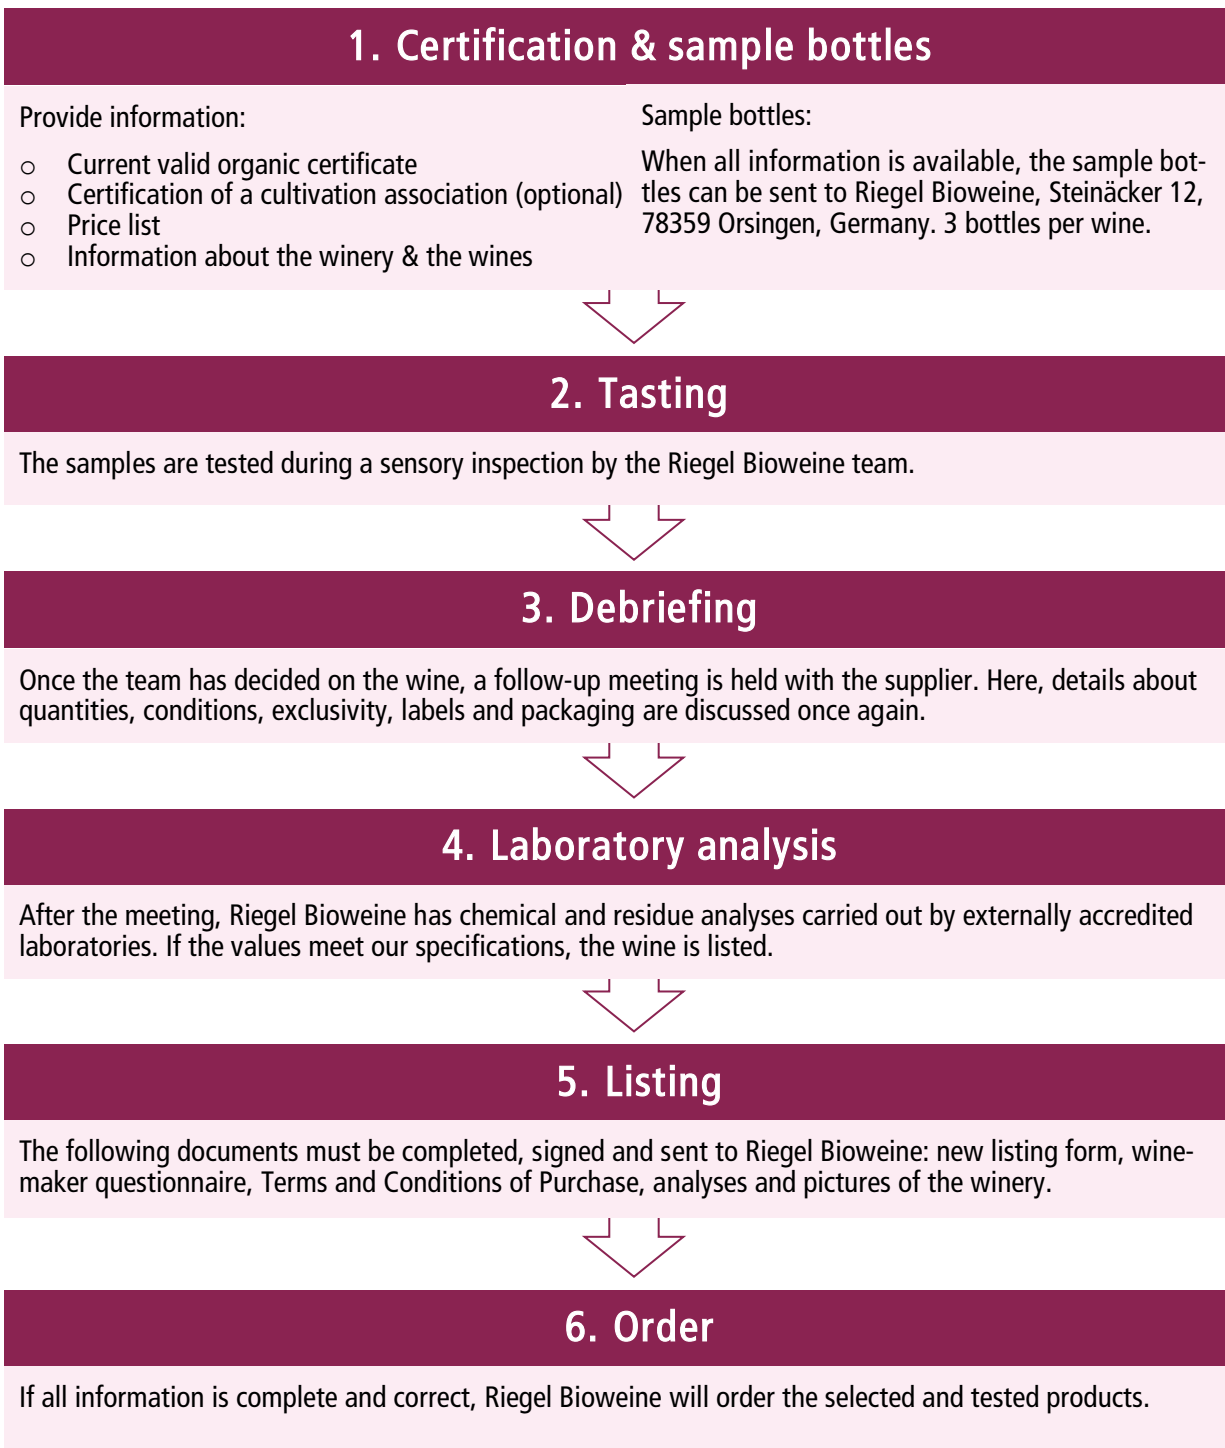 1. Certification & sample bottles
Provide information:
○ Current valid organic certificate
○ Certification of a cultivation association (optional)
○ Price list
○ Information about the winery & the wines
Sample bottles:
When all information is available, the sample bot-
tles can be sent to Riegel Bioweine, Steinäcker 12,
78359 Orsingen, Germany. 3 bottles per wine.
2. Tasting
The samples are tested during a sensory inspection by the Riegel Bioweine team.
3. Debriefing
Once the team has decided on the wine, a follow-up meeting is held with the supplier. Here, details about
quantities, conditions, exclusivity, labels and packaging are discussed once again.
4. Laboratory analysis
After the meeting, Riegel Bioweine has chemical and residue analyses carried out by externally accredited
laboratories. If the values meet our specifications, the wine is listed.
5. Listing
The following documents must be completed, signed and sent to Riegel Bioweine: new listing form, wine-
maker questionnaire, Terms and Conditions of Purchase, analyses and pictures of the winery.
6. Order
If all information is complete and correct, Riegel Bioweine will order the selected and tested products.